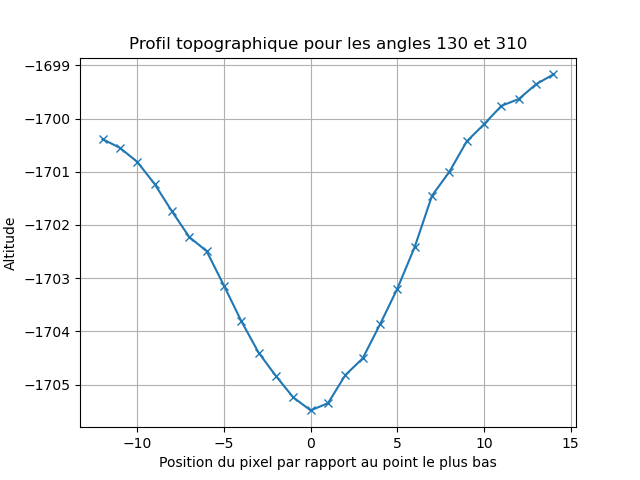 Profil topographique pour les angles 130 et 310
−1699
−1700
−1701
−1702
−1703
−1704
−1705
Altitude
−10 −5 0 5 10 15
Position du pixel par rapport au point le plus bas